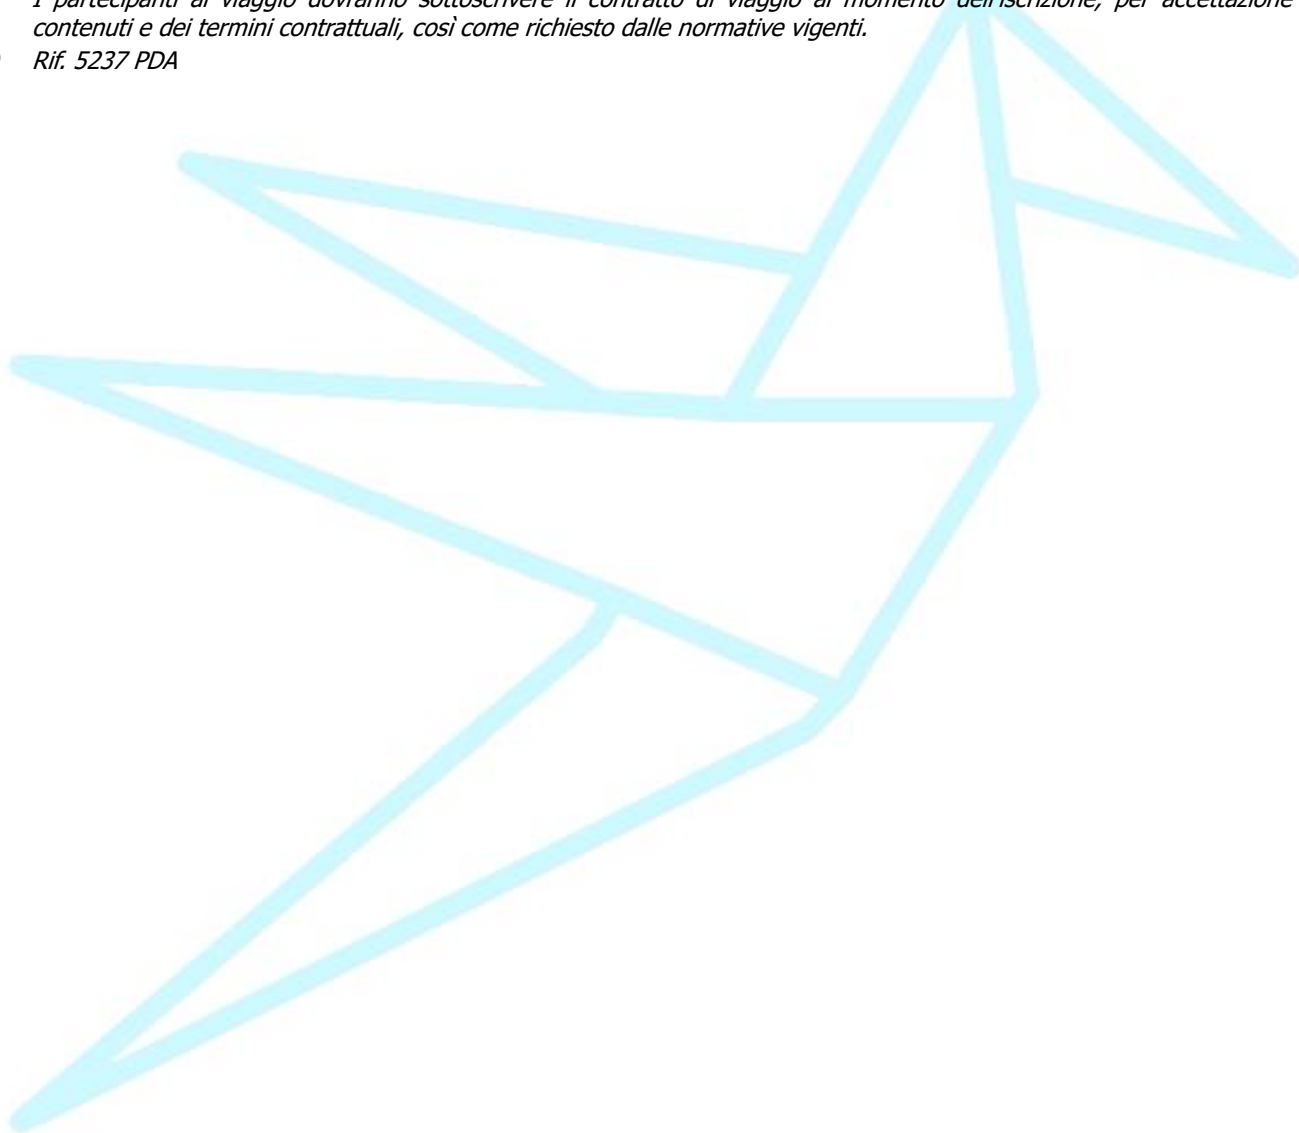 I partecipanti al viaggio dovranno sottoscrivere il contratto di viaggio al momento dell'iscrizione, per accettazione
contenuti e dei termini contrattuali, così come richiesto dalle normative vigenti.
Rif. 5237 PDA